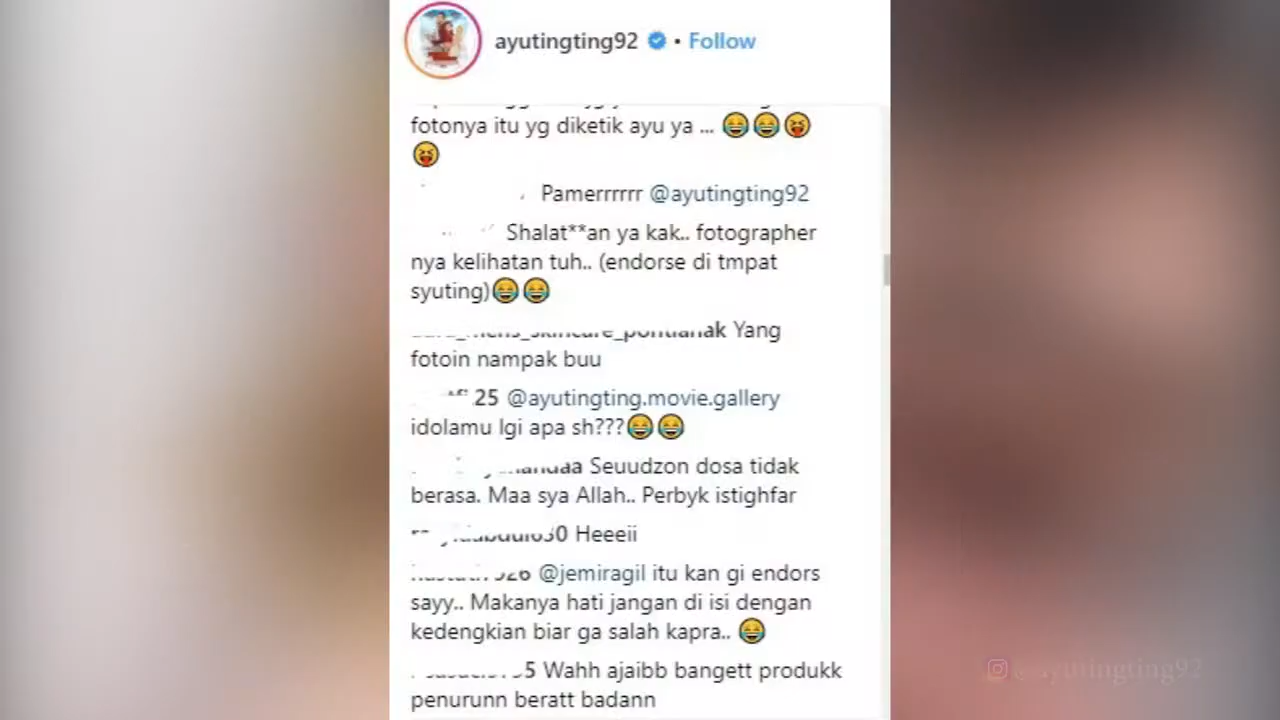 ayutingting92 • Follow
fotonya itu yg diketik ayu ya ... 😂😂😝
😝
Pamerrrrrr @ayutingting92
Shalat**an ya kak.. fotographer
nya kelihatan tuh.. (endorse di tmpat
syuting)😂😂
Yang
fotoin nampak buu
25 @ayutingting.movie.gallery
idolamu lgi apa sh???😂😂
Seuudzon dosa tidak
berasa. Maa sya Allah.. Perbyk istighfar
Heeeii
@jemiragil itu kan gi endors
sayy.. Makanya hati jangan di isi dengan
kedengkian biar ga salah kapra.. 😂
5 Wahh ajaibb bangett produkk
penurunn beratt badann
@ayutingting92